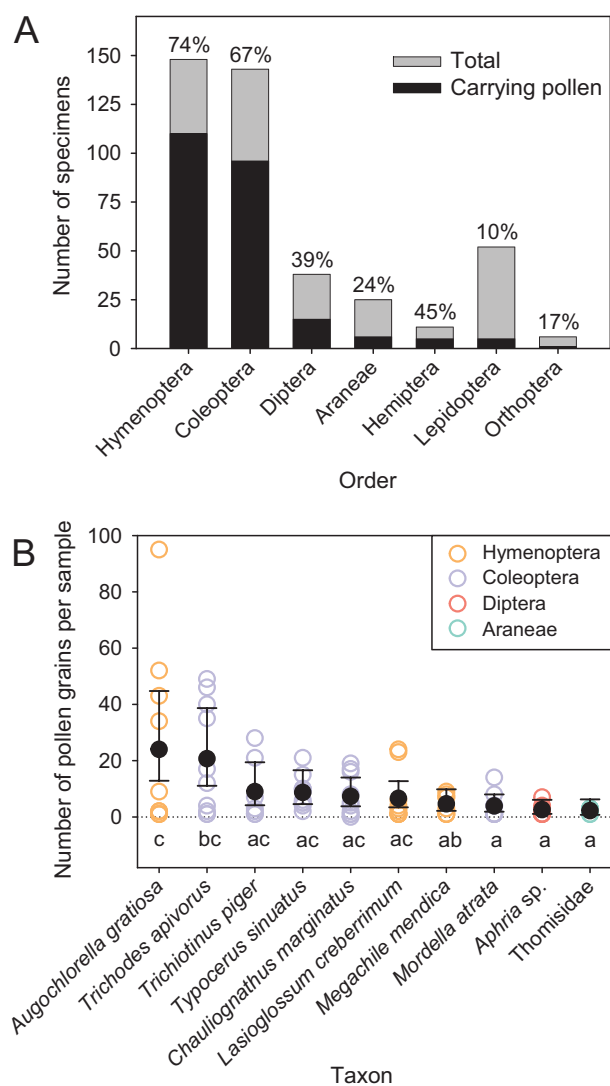 A
150
125
100
75
50
25
0
Number of specimens
74%
67%
39%
24%
45%
10%
17%
Total
Carrying pollen
Hymenoptera
Coleoptera
Diptera
Araneae
Hemiptera
Lepidoptera
Orthoptera
Order
B
100
80
60
40
20
0
Number of pollen grains per sample
Hymenoptera
Coleoptera
Diptera
Araneae
c
bc
ac
ac
ac
ac
ab
a
a
a
Augochlorella gratiosa
Trichodes apivorus
Trichiotinus piger
Typocerus sinuatus
Chauliognathus marginatus
Lasioglossum creberrimum
Megachile mendica
Mordella atrata
Aphria sp.
Thomisidae
Taxon